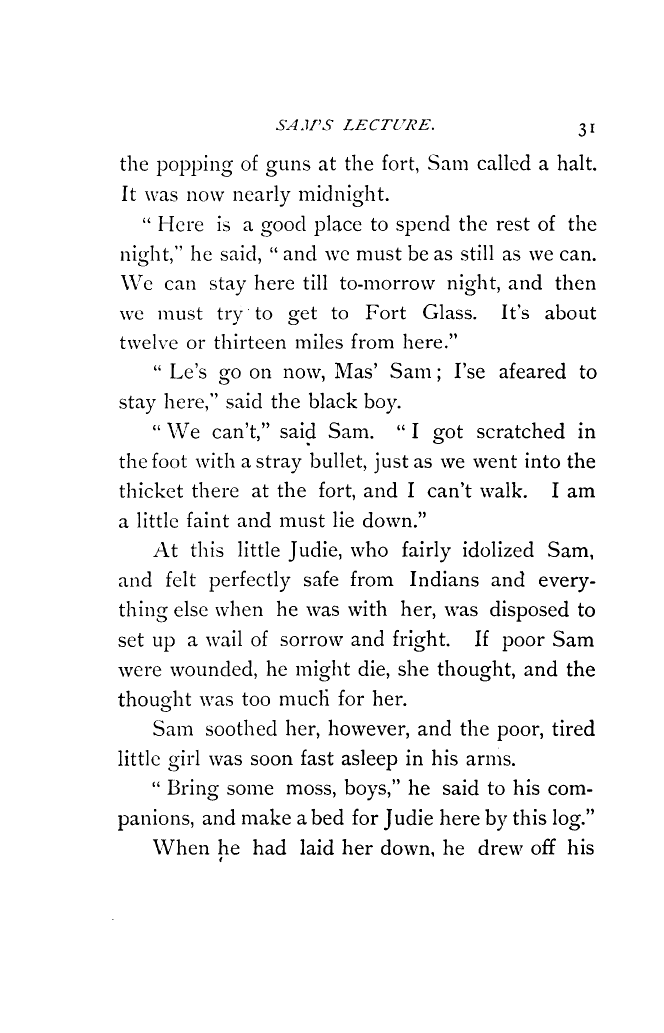 SAM'S LECTURE. 31
the popping of guns at the fort, Sam called a halt.
It was now nearly midnight.
“ Here is a good place to spend the rest of the
night,” he said, “ and we must be as still as we can.
We can stay here till to-morrow night, and then
we must try to get to Fort Glass. It's about
twelve or thirteen miles from here.”
“ Le's go on now, Mas' Sam ; I'se afeared to
stay here,” said the black boy.
“ We can't,” said Sam. “ I got scratched in
the foot with a stray bullet, just as we went into the
thicket there at the fort, and I can't walk. I am
a little faint and must lie down.”
At this little Judie, who fairly idolized Sam,
and felt perfectly safe from Indians and every-
thing else when he was with her, was disposed to
set up a wail of sorrow and fright. If poor Sam
were wounded, he might die, she thought, and the
thought was too much for her.
Sam soothed her, however, and the poor, tired
little girl was soon fast asleep in his arms.
“ Bring some moss, boys,” he said to his com-
panions, and make a bed for Judie here by this log.”
When he had laid her down, he drew off his